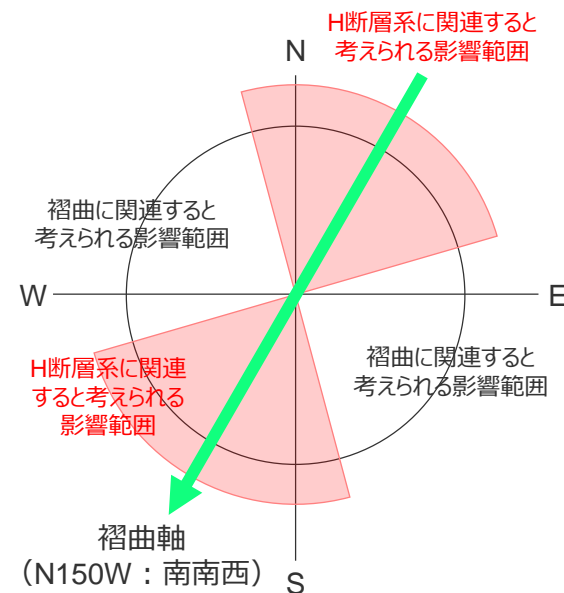 H断層系に関連すると
考えられる影響範囲
N
褶曲に関連すると
考えられる影響範囲
W
E
褶曲に関連すると
考えられる影響範囲
H断層系に関連
すると考えられる
影響範囲
褶曲軸
（N150W：南南西）
S